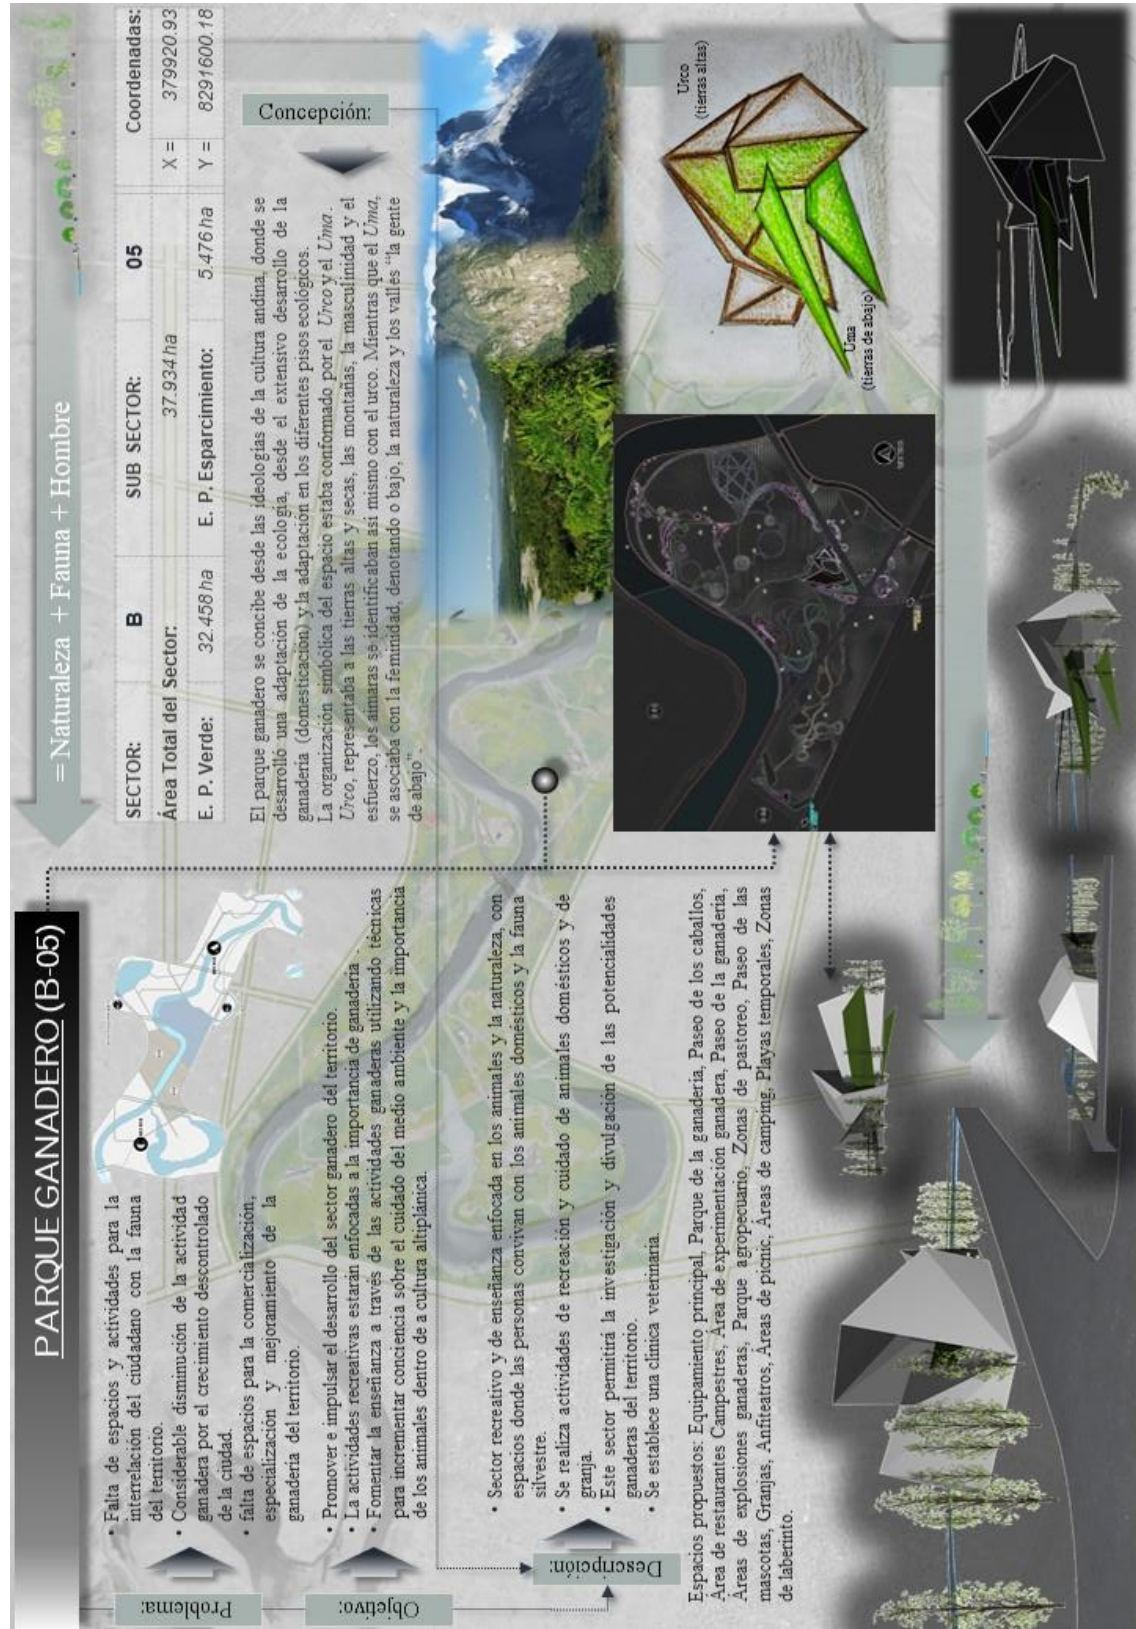 PARQUE GANADERO (B-05)
= Naturaleza + Fauna + Hombre
Problema:
• Falta de espacios y actividades para la
interrelación del ciudadano con la fauna
del territorio.
• Considerable disminución de la actividad
ganadera por el crecimiento descontrolado
de la ciudad.
• falta de espacios para la comercialización,
especialización y mejoramiento de la
ganadería del territorio.
Objetivo:
• Promover e impulsar el desarrollo del sector ganadero del territorio.
• La actividades recreativas estarán enfocadas a la importancia de ganadería .
• Fomentar la enseñanza a través de las actividades ganaderas utilizando técnicas
para incrementar conciencia sobre el cuidado del medio ambiente y la importancia
de los animales dentro de a cultura altiplánica.
Descripción:
• Sector recreativo y de enseñanza enfocada en los animales y la naturaleza, con
espacios donde las personas convivan con los animales domésticos y la fauna
silvestre.
• Se realiza actividades de recreación y cuidado de animales domésticos y de
granja.
• Este sector permitirá la investigación y divulgación de las potencialidades
ganaderas del territorio.
• Se establece una clínica veterinaria.
Espacios propuestos: Equipamiento principal, Parque de la ganadería, Paseo de los caballos,
Área de restaurantes Campestres, Área de experimentación ganadera, Paseo de la ganadería,
Áreas de explosiones ganaderas, Parque agropecuario, Zonas de pastoreo, Paseo de las
mascotas, Granjas, Anfiteatros, Áreas de picnic, Áreas de camping, Playas temporales, Zonas
de laberinto.
SECTOR: B SUB SECTOR: 05 Coordenadas:
Área Total del Sector: 37.934 ha X = 379920.93
E. P. Verde: 32.458 ha E. P. Esparcimiento: 5.476 ha Y = 8291600.18
Concepción:
El parque ganadero se concibe desde las ideologías de la cultura andina, donde se
desarrolló una adaptación de la ecología, desde el extensivo desarrollo de la
ganadería (domesticación) y la adaptación en los diferentes pisos ecológicos.
La organización simbólica del espacio estaba conformado por el Urco y el Uma.
Urco, representaba a las tierras altas y secas, las montañas, la masculinidad y el
esfuerzo, los aimaras se identificaban así mismo con el urco. Mientras que el Uma,
se asociaba con la feminidad, denotando o bajo, la naturaleza y los valles “la gente
de abajo”.
Urco
(tierras altas)
Uma
(tierras de abajo)